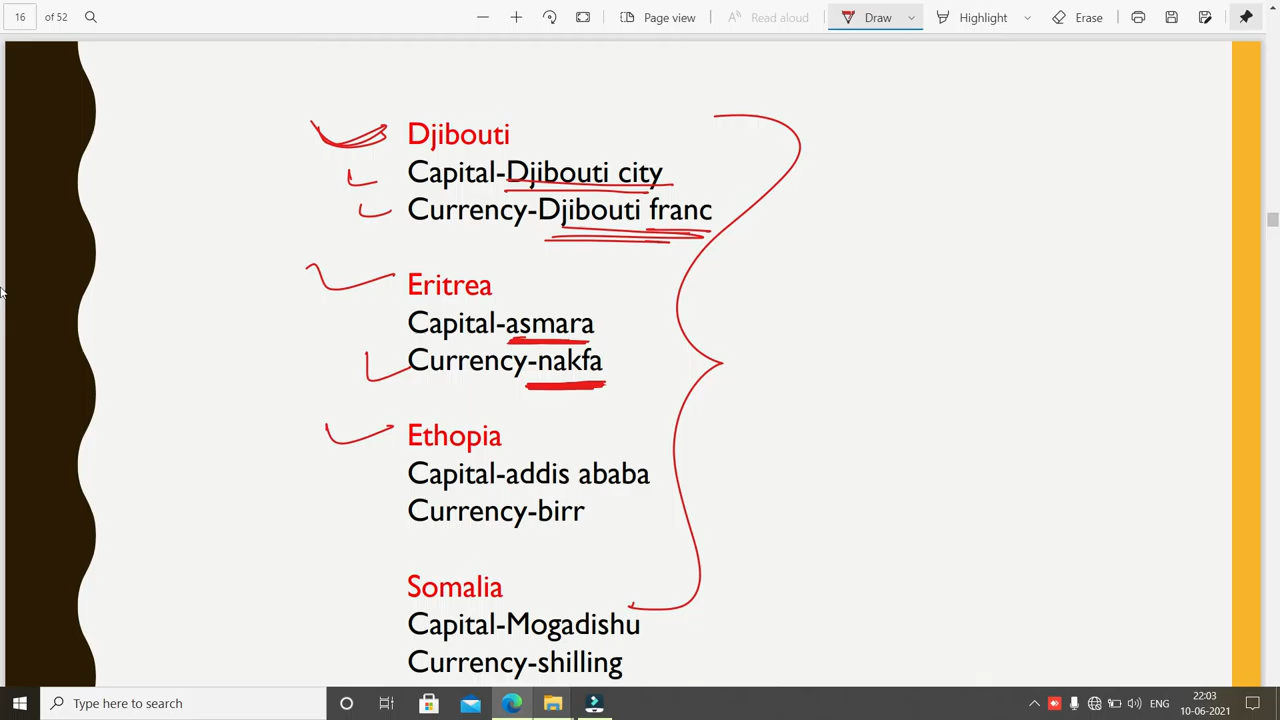 16 of 52
Page view
Read aloud
Draw
Highlight
Erase
Djibouti
Capital-Djibouti city
Currency-Djibouti franc
Eritrea
Capital-asmara
Currency-nakfa
Ethopia
Capital-addis ababa
Currency-birr
Somalia
Capital-Mogadishu
Currency-shilling
Type here to search
ENG
22:03
10-06-2021